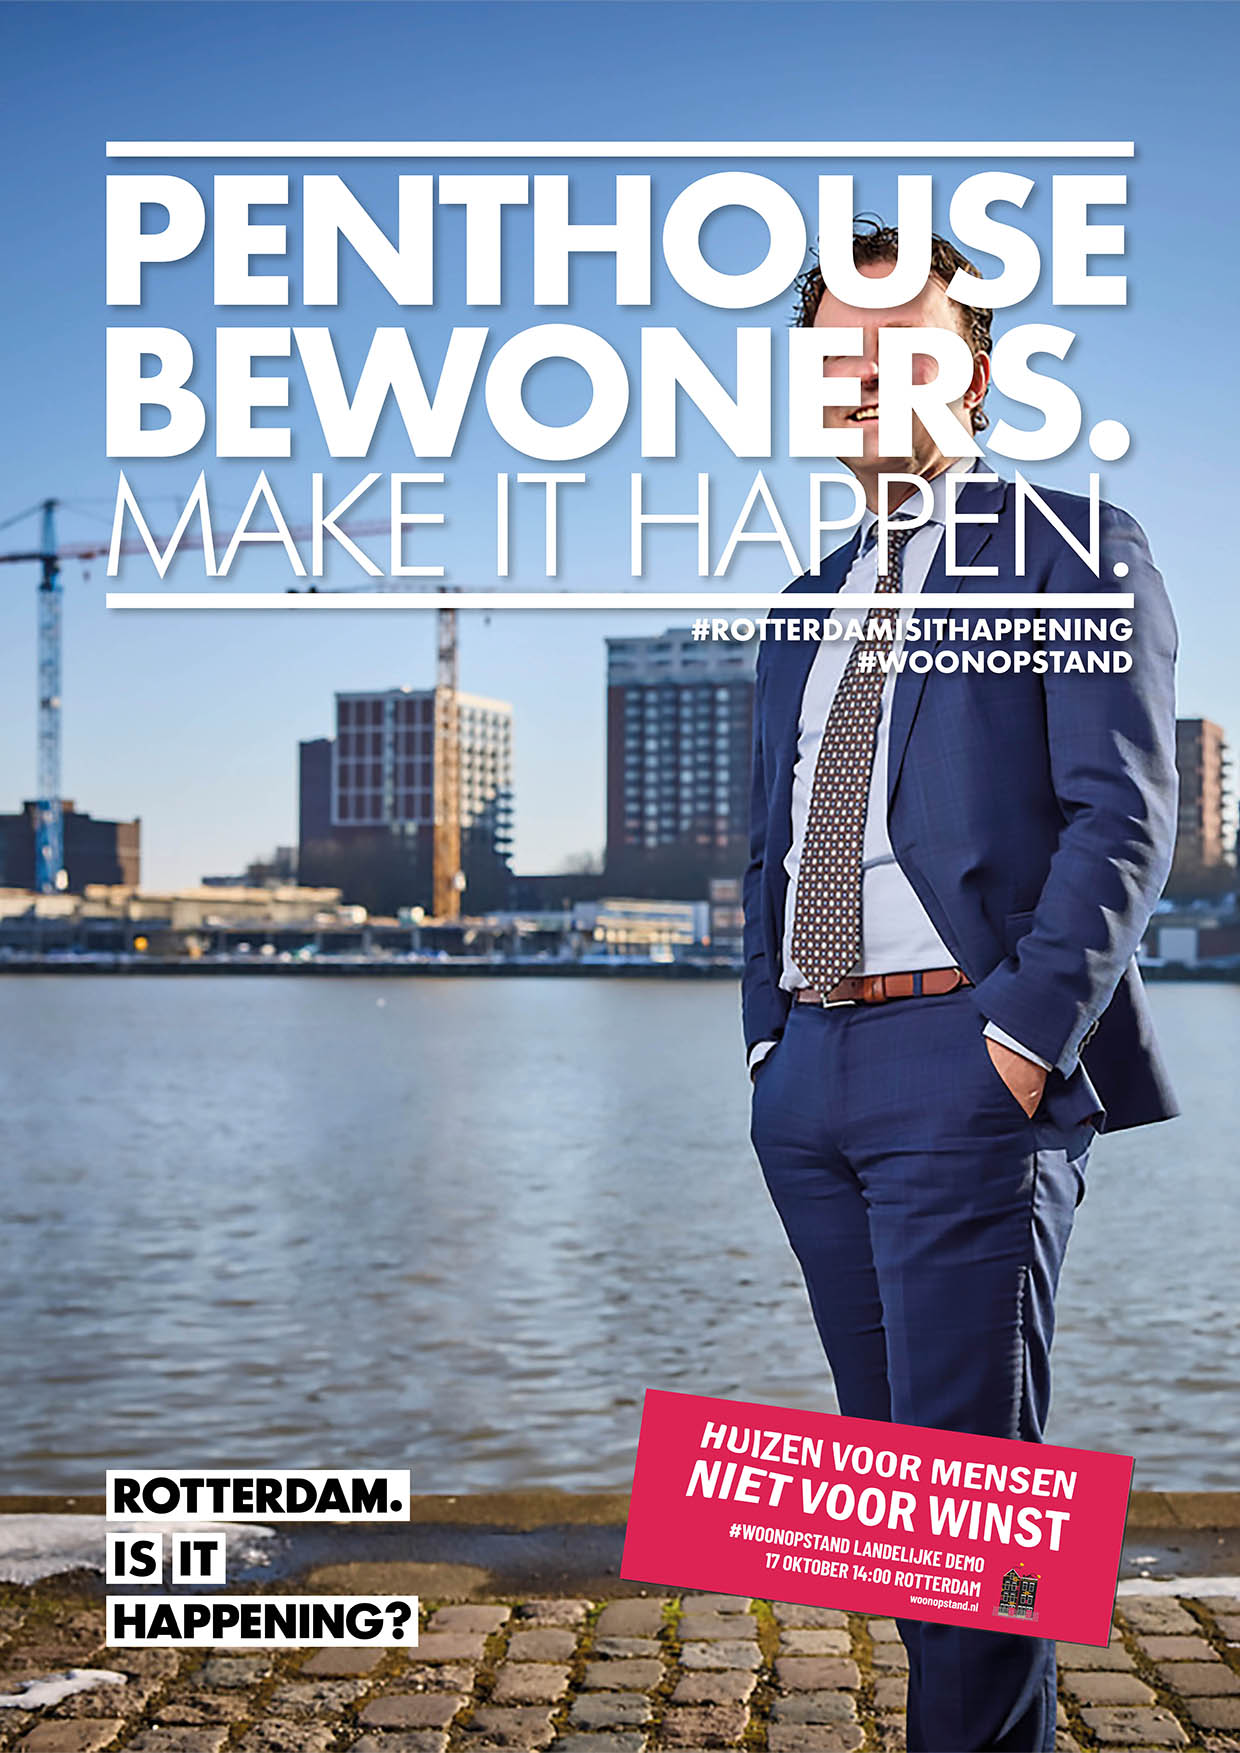 PENTHOUSE
BEWONERS.
MAKE IT HAPPEN.
#ROTTERDAMISITHAPPENING
#WOONOPSTAND
HUIZEN VOOR MENSEN
NIET VOOR WINST
#WOONOPSTAND LANDELIJKE DEMO
17 OKTOBER 14:00 ROTTERDAM
woonopstand.nl
ROTTERDAM.
IS IT
HAPPENING?